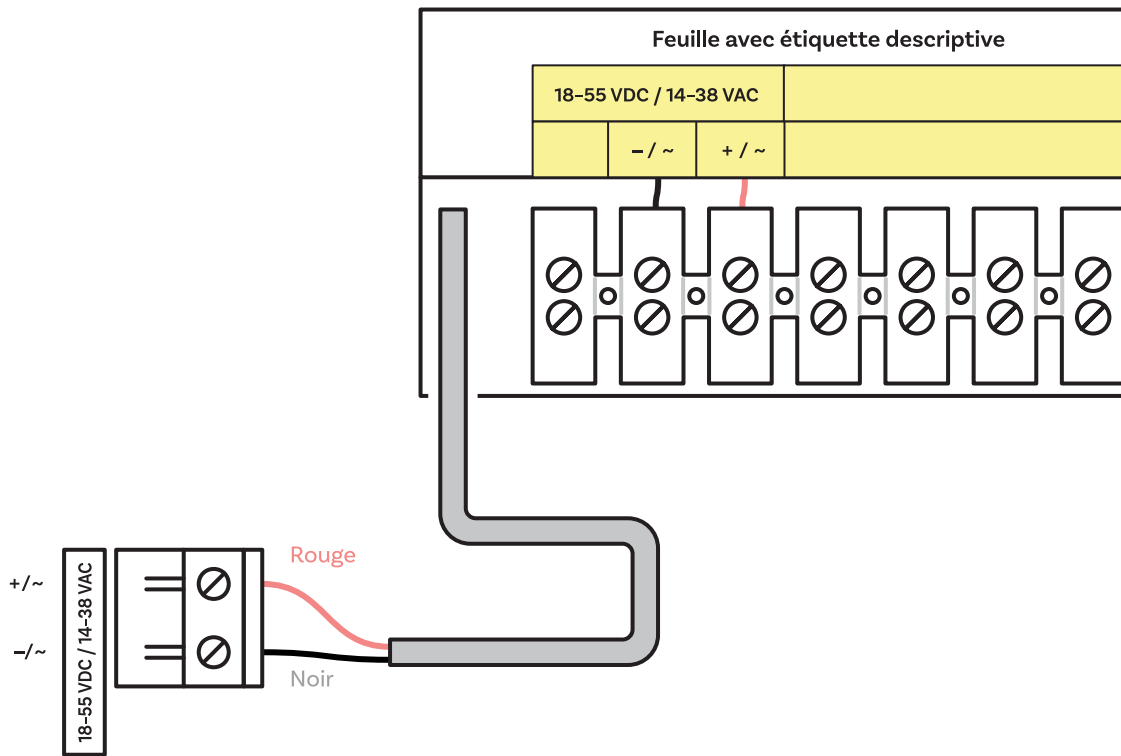 Feuille avec étiquette descriptive
18–55 VDC / 14–38 VAC
– / ~
+ / ~
Rouge
+/~
–/~
18–55 VDC / 14–38 VAC
Noir